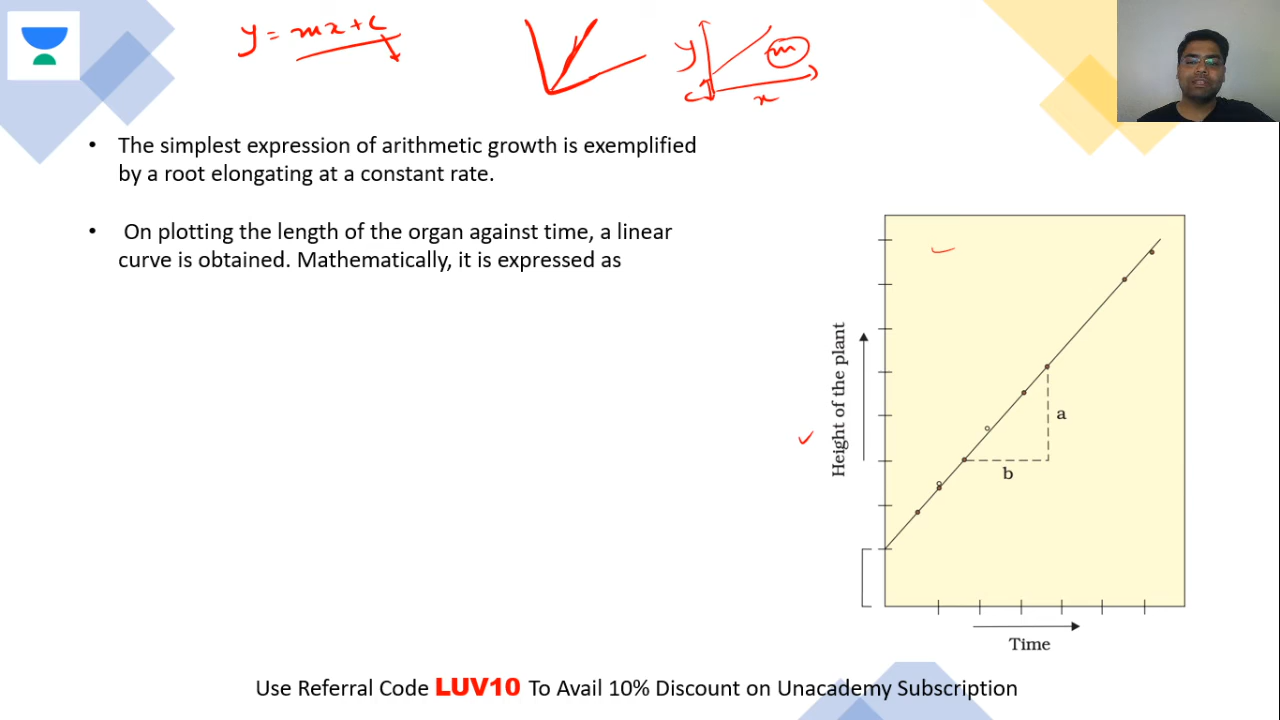 y = mx + c
y
m
c
x
• The simplest expression of arithmetic growth is exemplified
by a root elongating at a constant rate.
• On plotting the length of the organ against time, a linear
curve is obtained. Mathematically, it is expressed as
Height of the plant
a
b
Time
Use Referral Code LUV10 To Avail 10% Discount on Unacademy Subscription